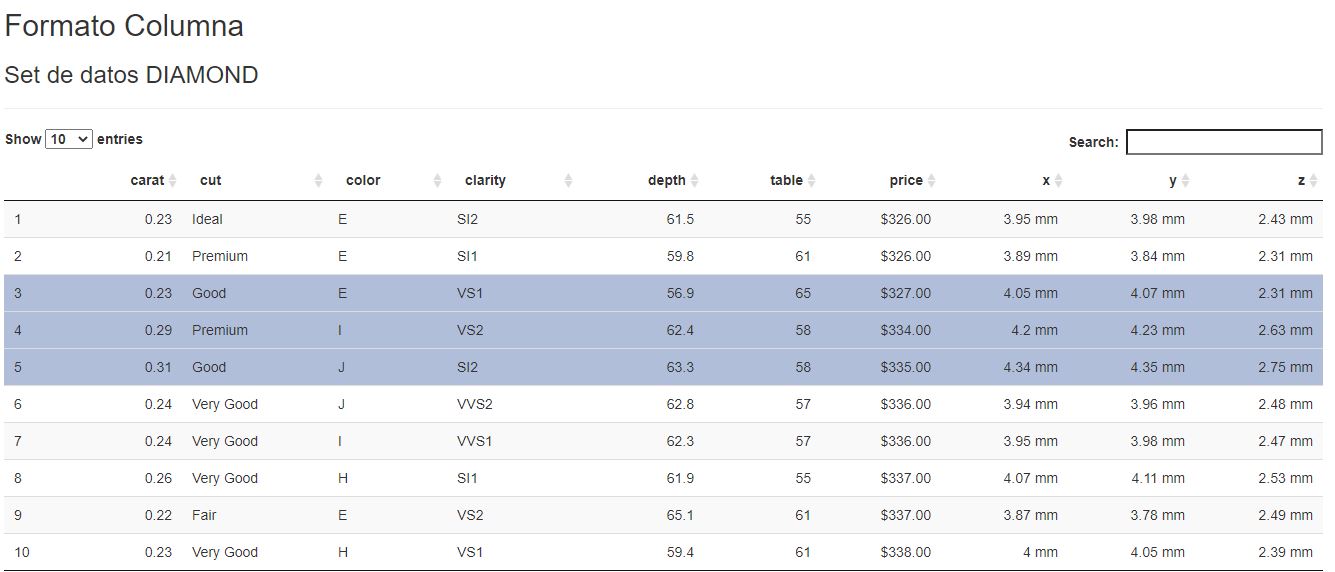 Formato Columna
Set de datos DIAMOND
Show 10 entries Search:
carat cut color clarity depth table price x y z
1 0.23 Ideal E SI2 61.5 55 $326.00 3.95 mm 3.98 mm 2.43 mm
2 0.21 Premium E SI1 59.8 61 $326.00 3.89 mm 3.84 mm 2.31 mm
3 0.23 Good E VS1 56.9 65 $327.00 4.05 mm 4.07 mm 2.31 mm
4 0.29 Premium I VS2 62.4 58 $334.00 4.2 mm 4.23 mm 2.63 mm
5 0.31 Good J SI2 63.3 58 $335.00 4.34 mm 4.35 mm 2.75 mm
6 0.24 Very Good J VVS2 62.8 57 $336.00 3.94 mm 3.96 mm 2.48 mm
7 0.24 Very Good I VVS1 62.3 57 $336.00 3.95 mm 3.98 mm 2.47 mm
8 0.26 Very Good H SI1 61.9 55 $337.00 4.07 mm 4.11 mm 2.53 mm
9 0.22 Fair E VS2 65.1 61 $337.00 3.87 mm 3.78 mm 2.49 mm
10 0.23 Very Good H VS1 59.4 61 $338.00 4 mm 4.05 mm 2.39 mm